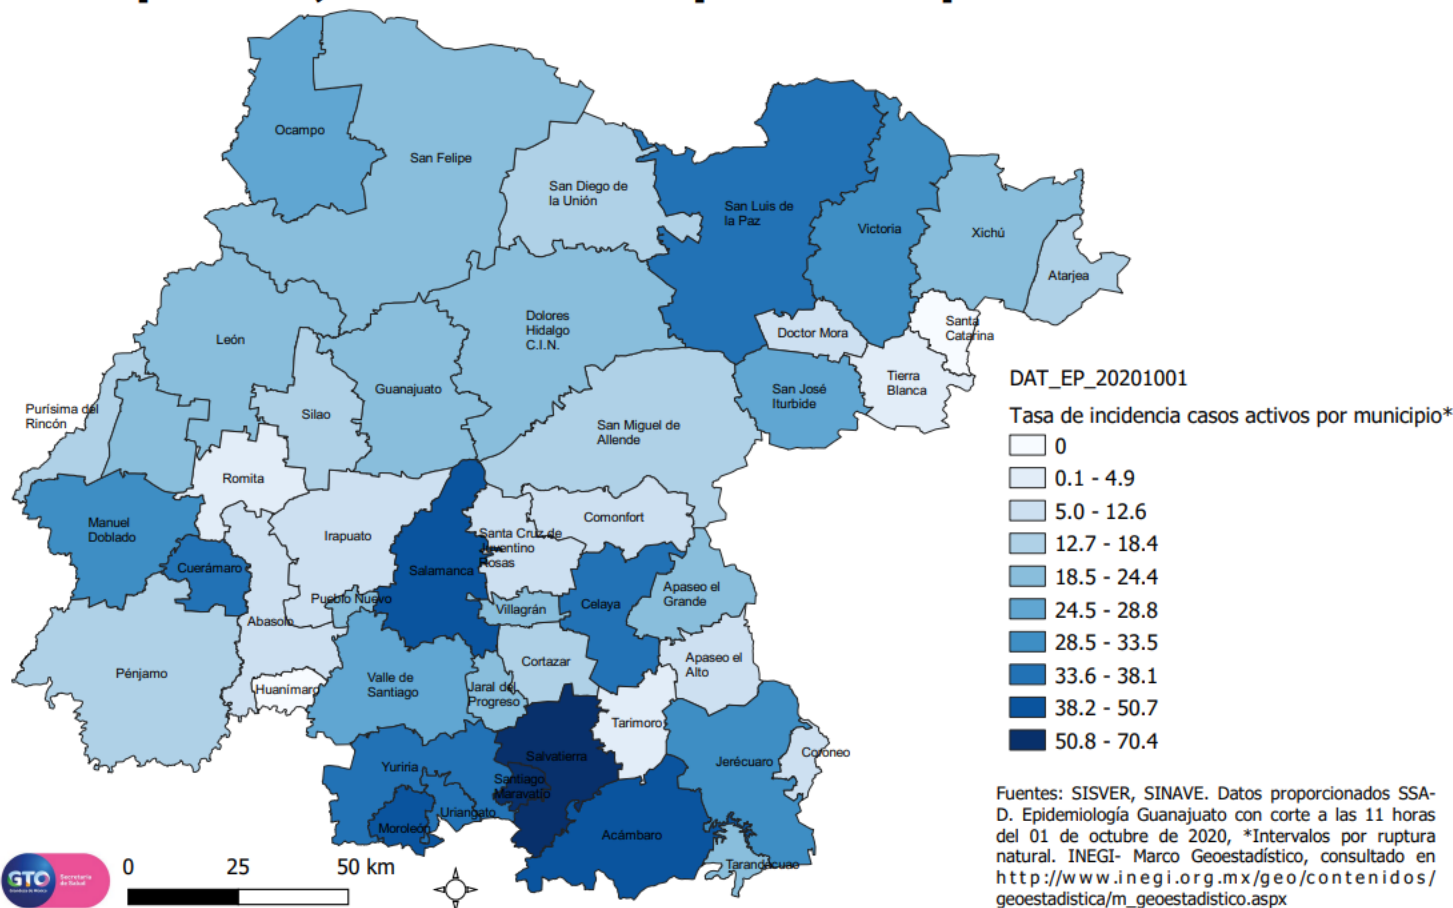 Ocampo
San Felipe
San Diego de
la Unión
San Luis de
la Paz
Victoria
Xichú
Atarjea
León
Dolores
Hidalgo
C.I.N.
Doctor Mora
Santa
Catarina
Guanajuato
San José
Iturbide
Tierra
Blanca
Purísima del
Rincón
Silao
San Miguel de
Allende
Romita
Manuel
Doblado
Irapuato
Santa Cruz de
Juventino
Rosas
Comonfort
Cuerámaro
Salamanca
Pueblo Nuevo
Villagrán
Celaya
Apaseo el
Grande
Abasolo
Pénjamo
Huanímaro
Valle de
Santiago
Jaral del
Progreso
Cortazar
Apaseo el
Alto
Tarimoro
Salvatierra
Jerécuaro
Coroneo
Yuriria
Santiago
Maravatío
Uriangato
Moroleón
Acámbaro
Tarandacuao
DAT_EP_20201001
Tasa de incidencia casos activos por municipio*
0
0.1 - 4.9
5.0 - 12.6
12.7 - 18.4
18.5 - 24.4
24.5 - 28.8
28.5 - 33.5
33.6 - 38.1
38.2 - 50.7
50.8 - 70.4
Fuentes: SISVER, SINAVE. Datos proporcionados SSA-
D. Epidemiología Guanajuato con corte a las 11 horas
del 01 de octubre de 2020, *Intervalos por ruptura
natural. INEGI- Marco Geoestadístico, consultado en
http://www.inegi.org.mx/geo/contenidos/
geoestadistica/m_geoestadistico.aspx
0 25 50 km
GTO
Secretaría
de Salud